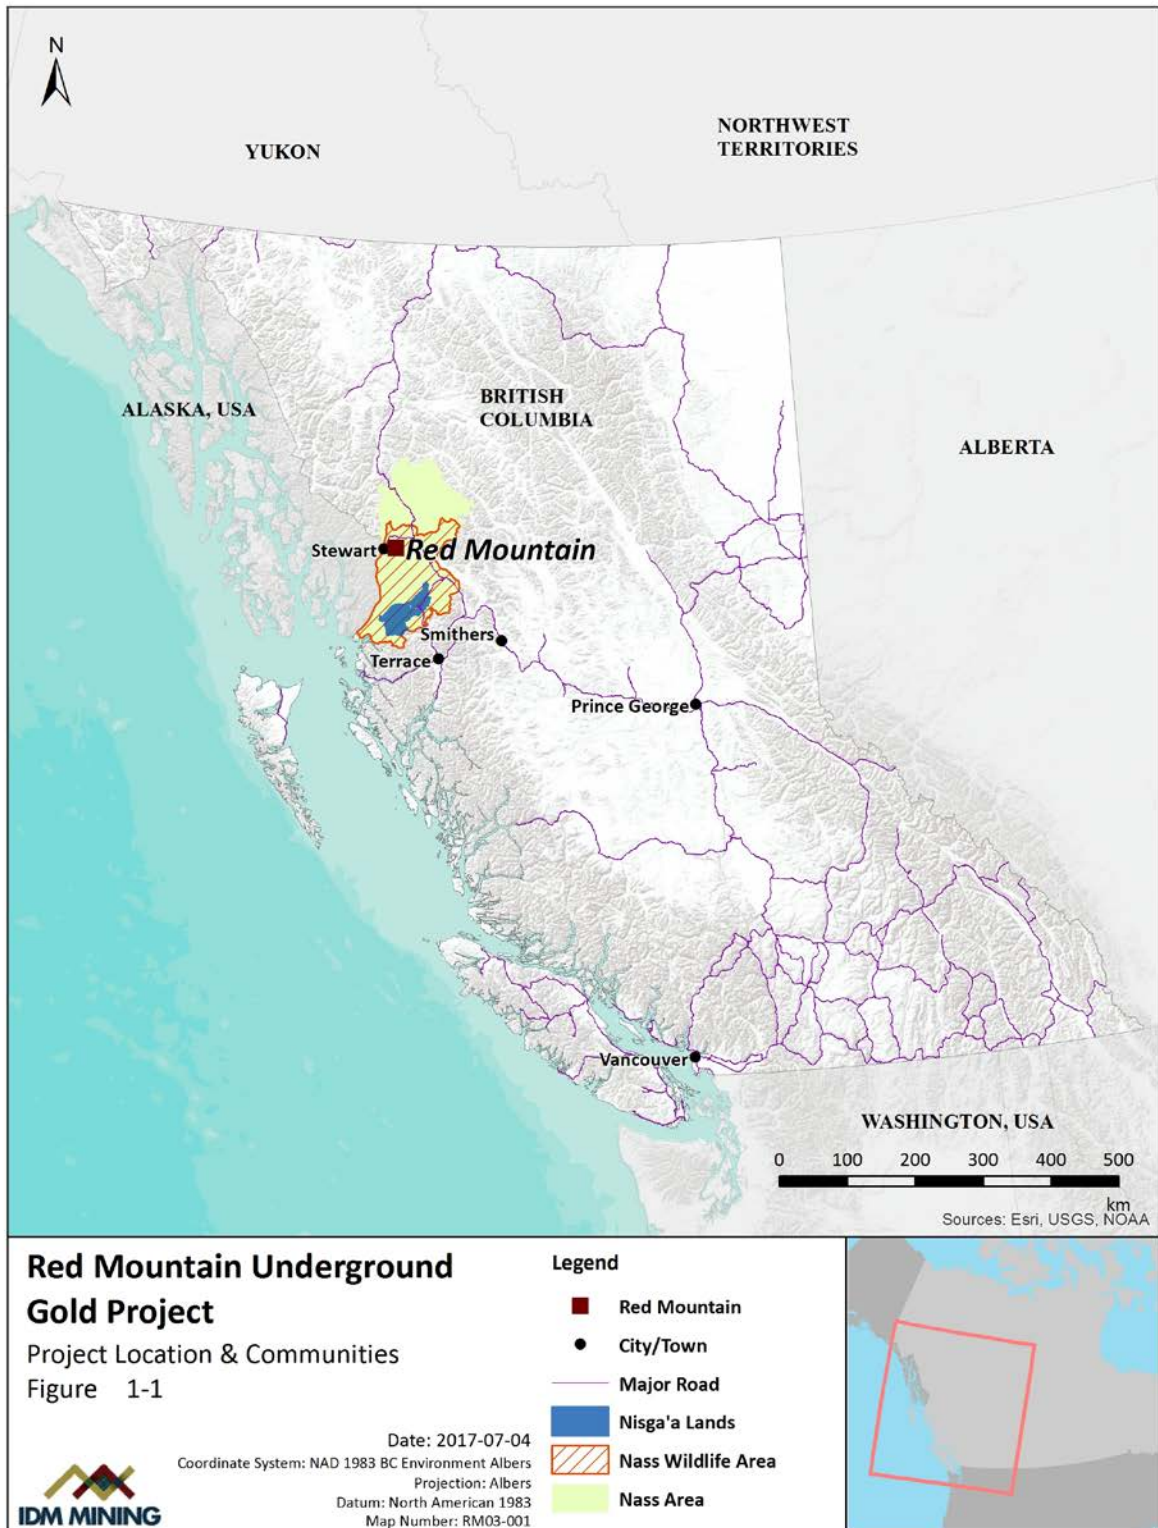 N
YUKON
NORTHWEST
TERRITORIES
BRITISH
COLUMBIA
ALASKA, USA
ALBERTA
Stewart
Red Mountain
Smithers
Terrace
Prince George
Vancouver
WASHINGTON, USA
0 100 200 300 400 500
km
Sources: Esri, USGS, NOAA
Red Mountain Underground
Gold Project
Project Location & Communities
Figure 1-1
Date: 2017-07-04
Coordinate System: NAD 1983 BC Environment Albers
Projection: Albers
Datum: North American 1983
Map Number: RM03-001
IDM MINING
Legend
Red Mountain
City/Town
Major Road
Nisga'a Lands
Nass Wildlife Area
Nass Area